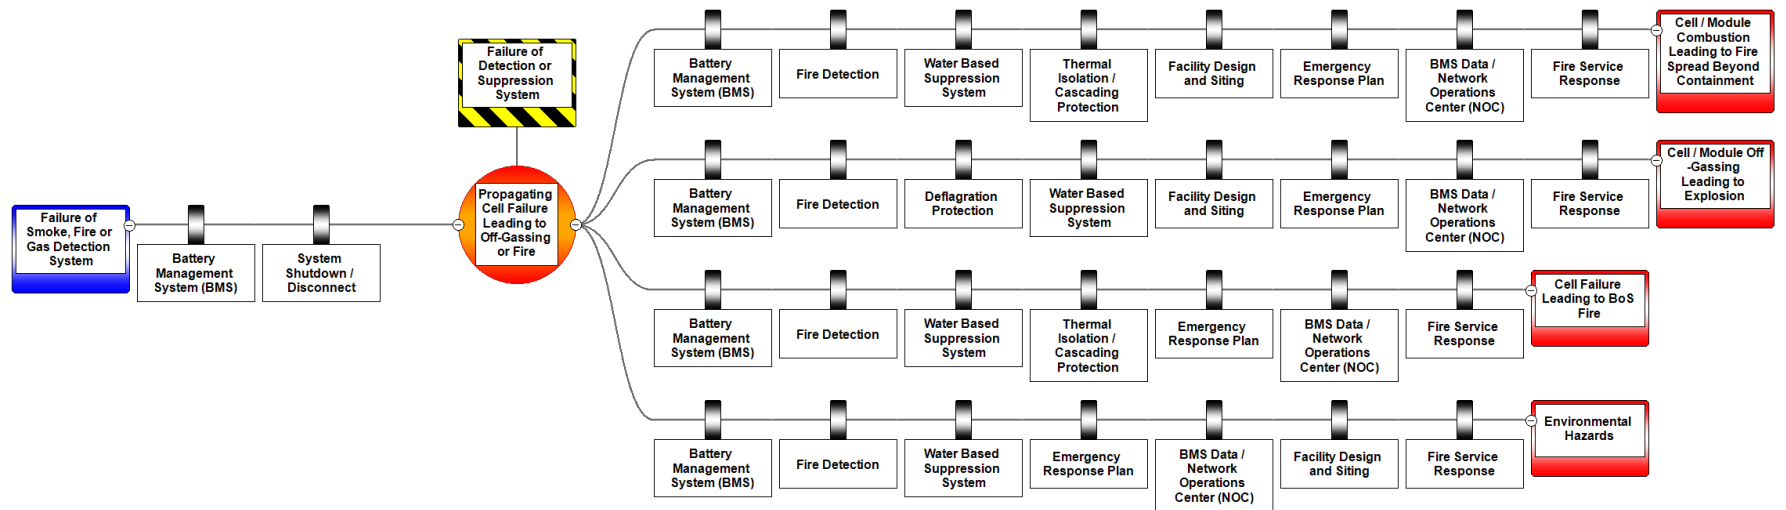 Failure of
Smoke, Fire or
Gas Detection
System
Battery
Management
System (BMS)
System
Shutdown /
Disconnect
Failure of
Detection or
Suppression
System
Propagating
Cell Failure
Leading to
Off-Gassing
or Fire
Battery
Management
System (BMS)
Fire Detection
Water Based
Suppression
System
Thermal
Isolation /
Cascading
Protection
Facility Design
and Siting
Emergency
Response Plan
BMS Data /
Network
Operations
Center (NOC)
Fire Service
Response
Cell / Module
Combustion
Leading to Fire
Spread Beyond
Containment
Battery
Management
System (BMS)
Fire Detection
Deflagration
Protection
Water Based
Suppression
System
Facility Design
and Siting
Emergency
Response Plan
BMS Data /
Network
Operations
Center (NOC)
Fire Service
Response
Cell / Module Off
-Gassing
Leading to
Explosion
Battery
Management
System (BMS)
Fire Detection
Water Based
Suppression
System
Thermal
Isolation /
Cascading
Protection
Emergency
Response Plan
BMS Data /
Network
Operations
Center (NOC)
Fire Service
Response
Cell Failure
Leading to BoS
Fire
Battery
Management
System (BMS)
Fire Detection
Water Based
Suppression
System
Emergency
Response Plan
BMS Data /
Network
Operations
Center (NOC)
Facility Design
and Siting
Fire Service
Response
Environmental
Hazards